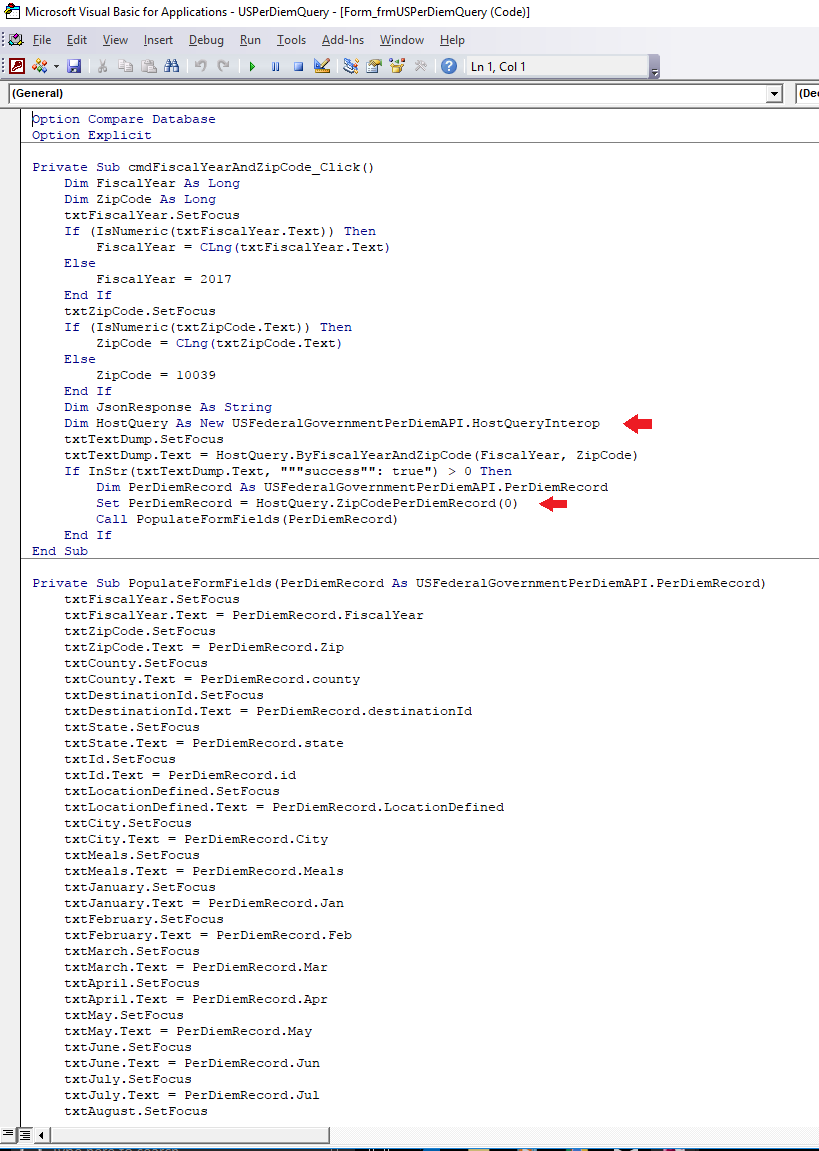 Microsoft Visual Basic for Applications - USPerDiemQuery - [Form_frmUSPerDiemQuery (Code)]
File Edit View Insert Debug Run Tools Add-Ins Window Help
Ln 1, Col 1
(General) (Dec
Option Compare Database
Option Explicit
Private Sub cmdFiscalYearAndZipCode_Click()
    Dim FiscalYear As Long
    Dim ZipCode As Long
    txtFiscalYear.SetFocus
    If (IsNumeric(txtFiscalYear.Text)) Then
        FiscalYear = CLng(txtFiscalYear.Text)
    Else
        FiscalYear = 2017
    End If
    txtZipCode.SetFocus
    If (IsNumeric(txtZipCode.Text)) Then
        ZipCode = CLng(txtZipCode.Text)
    Else
        ZipCode = 10039
    End If
    Dim JsonResponse As String
    Dim HostQuery As New USFederalGovernmentPerDiemAPI.HostQueryInterop
    txtTextDump.SetFocus
    txtTextDump.Text = HostQuery.ByFiscalYearAndZipCode(FiscalYear, ZipCode)
    If InStr(txtTextDump.Text, """success"": true") > 0 Then
        Dim PerDiemRecord As USFederalGovernmentPerDiemAPI.PerDiemRecord
        Set PerDiemRecord = HostQuery.ZipCodePerDiemRecord(0)
        Call PopulateFormFields(PerDiemRecord)
    End If
End Sub
Private Sub PopulateFormFields(PerDiemRecord As USFederalGovernmentPerDiemAPI.PerDiemRecord)
    txtFiscalYear.SetFocus
    txtFiscalYear.Text = PerDiemRecord.FiscalYear
    txtZipCode.SetFocus
    txtZipCode.Text = PerDiemRecord.Zip
    txtCounty.SetFocus
    txtCounty.Text = PerDiemRecord.county
    txtDestinationId.SetFocus
    txtDestinationId.Text = PerDiemRecord.destinationId
    txtState.SetFocus
    txtState.Text = PerDiemRecord.state
    txtId.SetFocus
    txtId.Text = PerDiemRecord.id
    txtLocationDefined.SetFocus
    txtLocationDefined.Text = PerDiemRecord.LocationDefined
    txtCity.SetFocus
    txtCity.Text = PerDiemRecord.City
    txtMeals.SetFocus
    txtMeals.Text = PerDiemRecord.Meals
    txtJanuary.SetFocus
    txtJanuary.Text = PerDiemRecord.Jan
    txtFebruary.SetFocus
    txtFebruary.Text = PerDiemRecord.Feb
    txtMarch.SetFocus
    txtMarch.Text = PerDiemRecord.Mar
    txtApril.SetFocus
    txtApril.Text = PerDiemRecord.Apr
    txtMay.SetFocus
    txtMay.Text = PerDiemRecord.May
    txtJune.SetFocus
    txtJune.Text = PerDiemRecord.Jun
    txtJuly.SetFocus
    txtJuly.Text = PerDiemRecord.Jul
    txtAugust.SetFocus